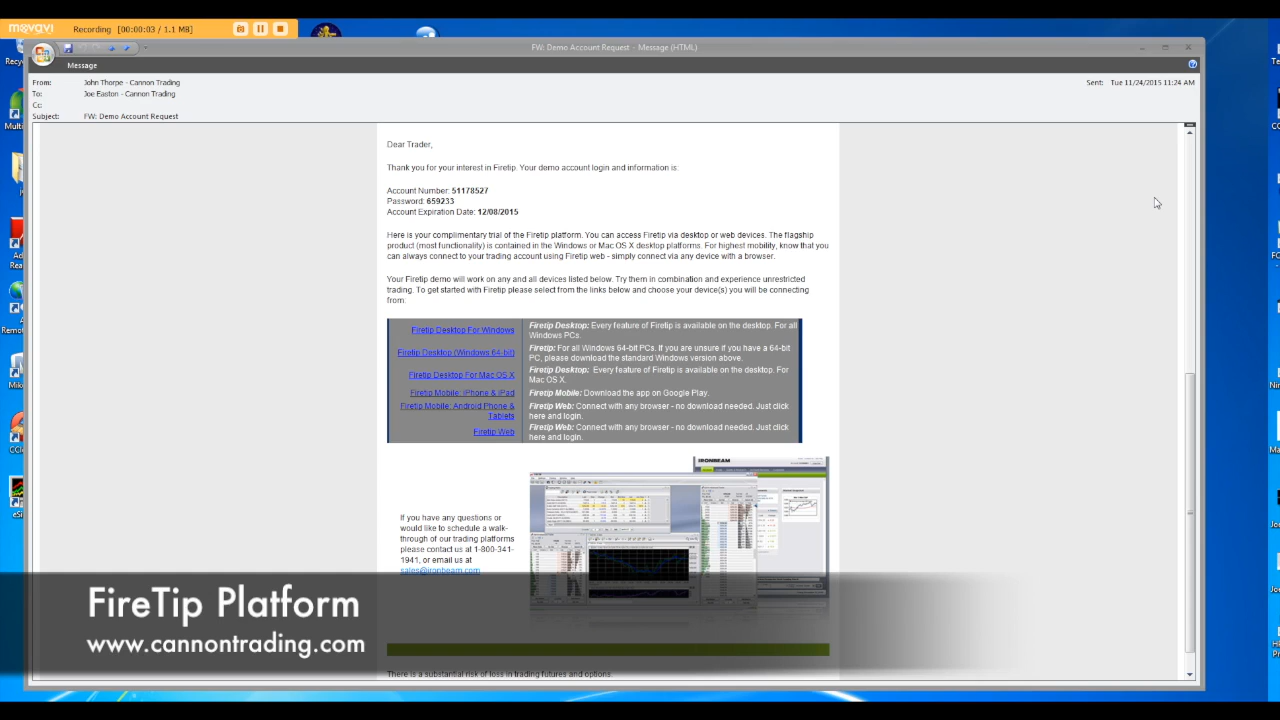 movavi Recording [00:00:03 / 1.1 MB]
FW: Demo Account Request - Message (HTML)
Message
From: John Thorpe - Cannon Trading
Sent: Tue 11/24/2015 11:24 AM
To: Joe Easton - Cannon Trading
Cc:
Subject: FW: Demo Account Request
Dear Trader,
Thank you for your interest in Firetip. Your demo account login and information is:
Account Number: 51178527
Password: 659233
Account Expiration Date: 12/08/2015
Here is your complimentary trial of the Firetip platform. You can access Firetip via desktop or web devices. The flagship
product (most functionality) is contained in the Windows or Mac OS X desktop platforms. For highest mobility, know that you
can always connect to your trading account using Firetip web - simply connect via any device with a browser.
Your Firetip demo will work on any and all devices listed below. Try them in combination and experience unrestricted
trading. To get started with Firetip please select from the links below and choose your device(s) you will be connecting
from.
Firetip Desktop For Windows
Firetip Desktop: Every feature of Firetip is available on the desktop. For all
Windows PCs.
Firetip Desktop (Windows 64-bit)
Firetip: For all Windows 64-bit PCs. If you are unsure if you have a 64-bit
PC, please download the standard Windows version above.
Firetip Desktop For Mac OS X
Firetip Desktop: Every feature of Firetip is available on the desktop. For
Mac OS X.
Firetip Mobile: iPhone & iPad
Firetip Mobile: Download the app on Google Play.
Firetip Mobile: Android Phone &
Tablets
Firetip Web: Connect with any browser - no download needed. Just click
here and login.
Firetip Web
Firetip Web: Connect with any browser - no download needed. Just click
here and login.
IRONBEAM
If you have any questions or
would like to schedule a walk-
through of our trading platforms
please contact us at 1-800-341-
1941, or email us at
sales@ironbeam.com
FireTip Platform
www.cannontrading.com
There is a substantial risk of loss in trading futures and options.